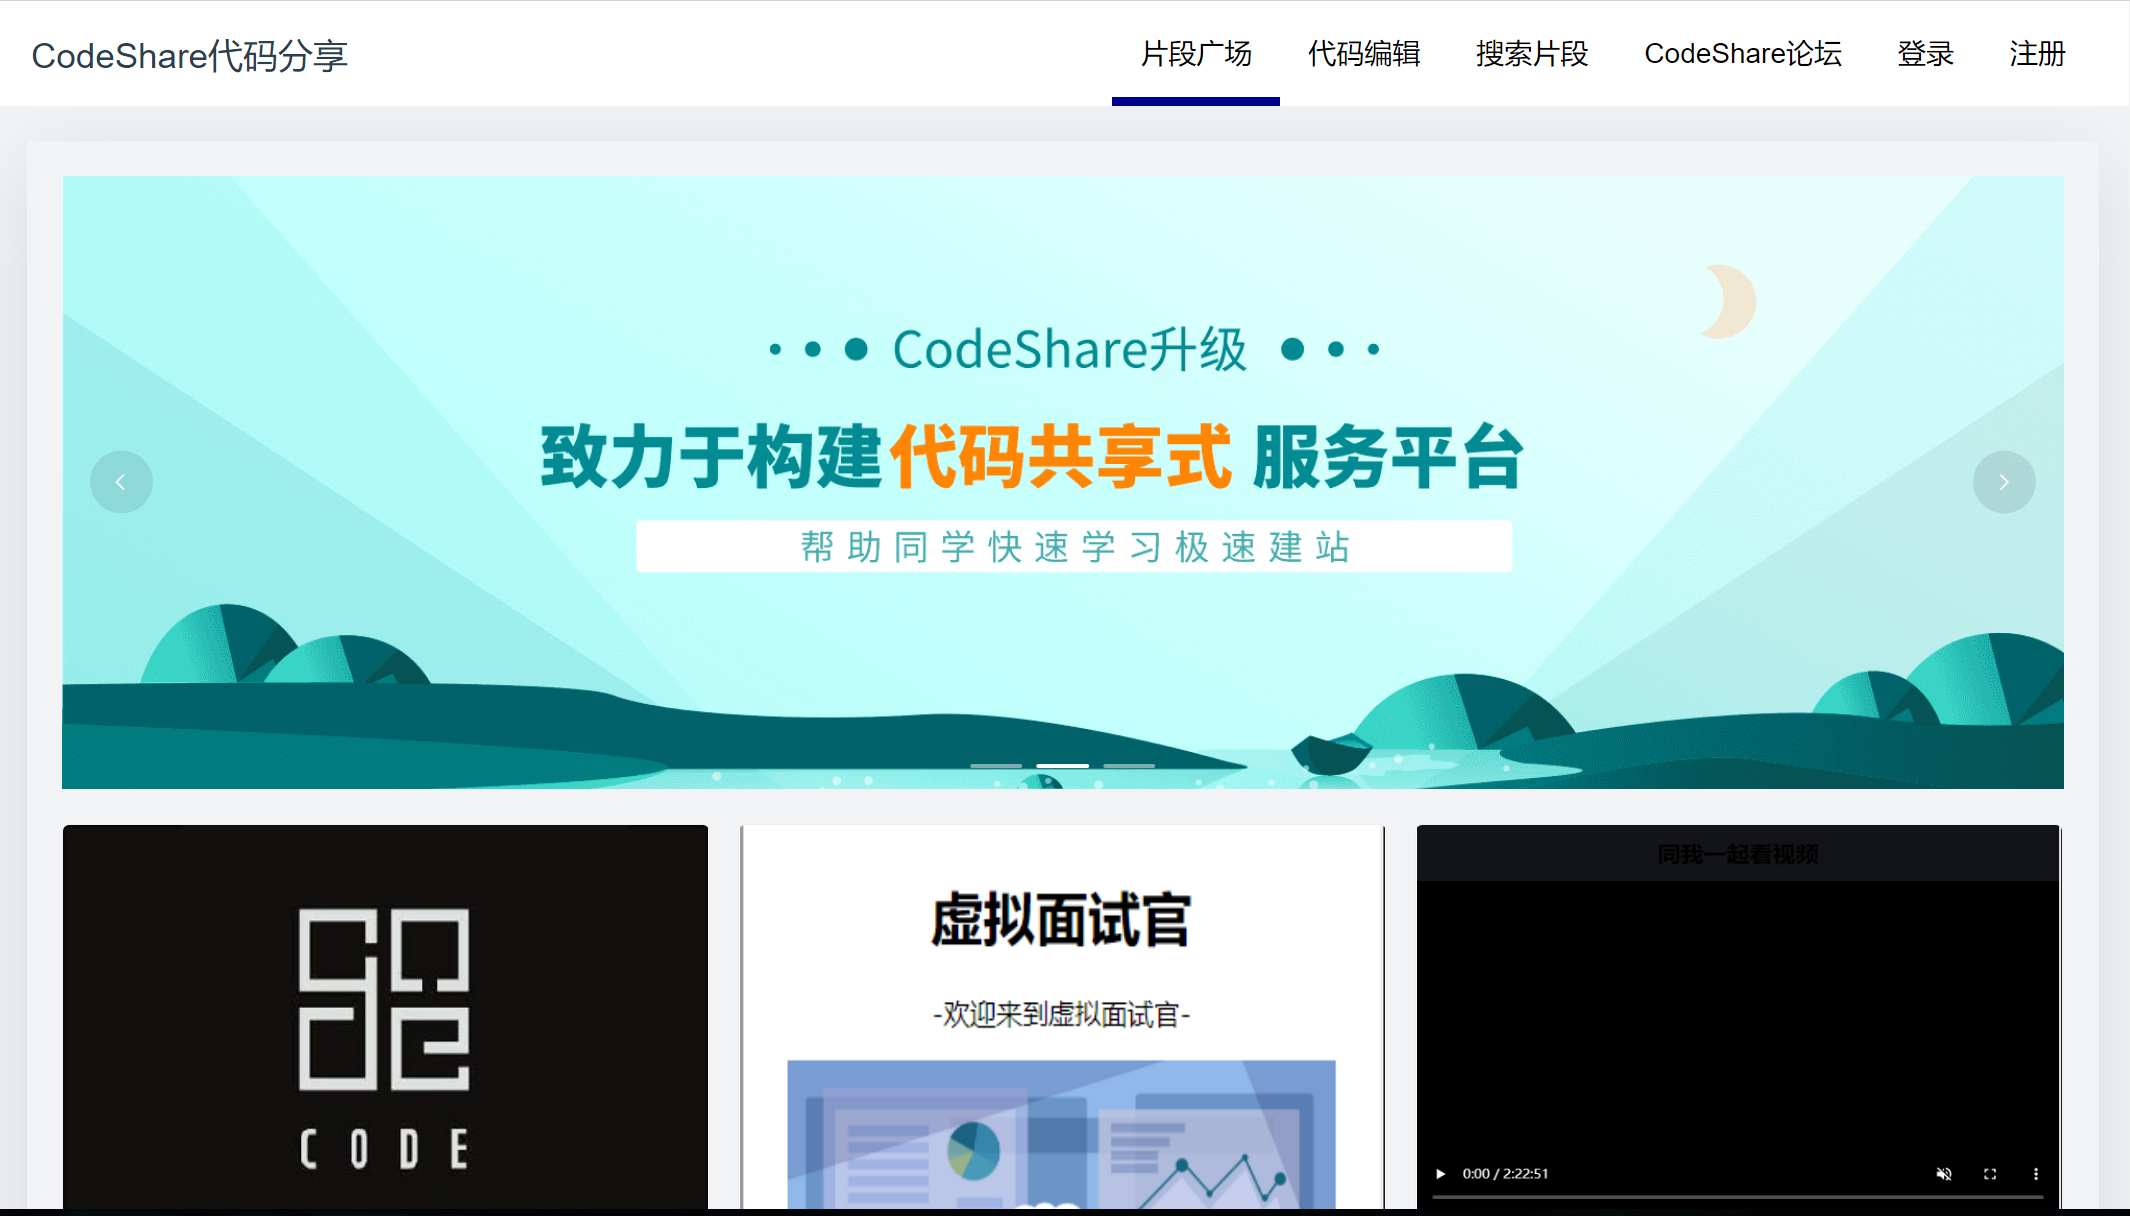 CodeShare代码分享
片段广场 代码编辑 搜索片段 CodeShare论坛 登录 注册
CodeShare升级
致力于构建代码共享式 服务平台
帮助同学快速学习极速建站
CODE
虚拟面试官
-欢迎来到虚拟面试官-
同我一起看视频
0:00 / 2:22:51